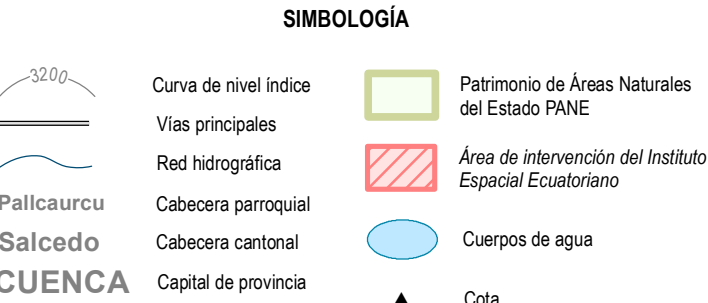 SIMBOLOGÍA
3200
Curva de nivel índice
Vías principales
Red hidrográfica
Pallcaurcu
Cabecera parroquial
Salcedo
Cabecera cantonal
CUENCA
Capital de provincia
Patrimonio de Áreas Naturales
del Estado PANE
Área de intervención del Instituto
Espacial Ecuatoriano
Cuerpos de agua
Cota